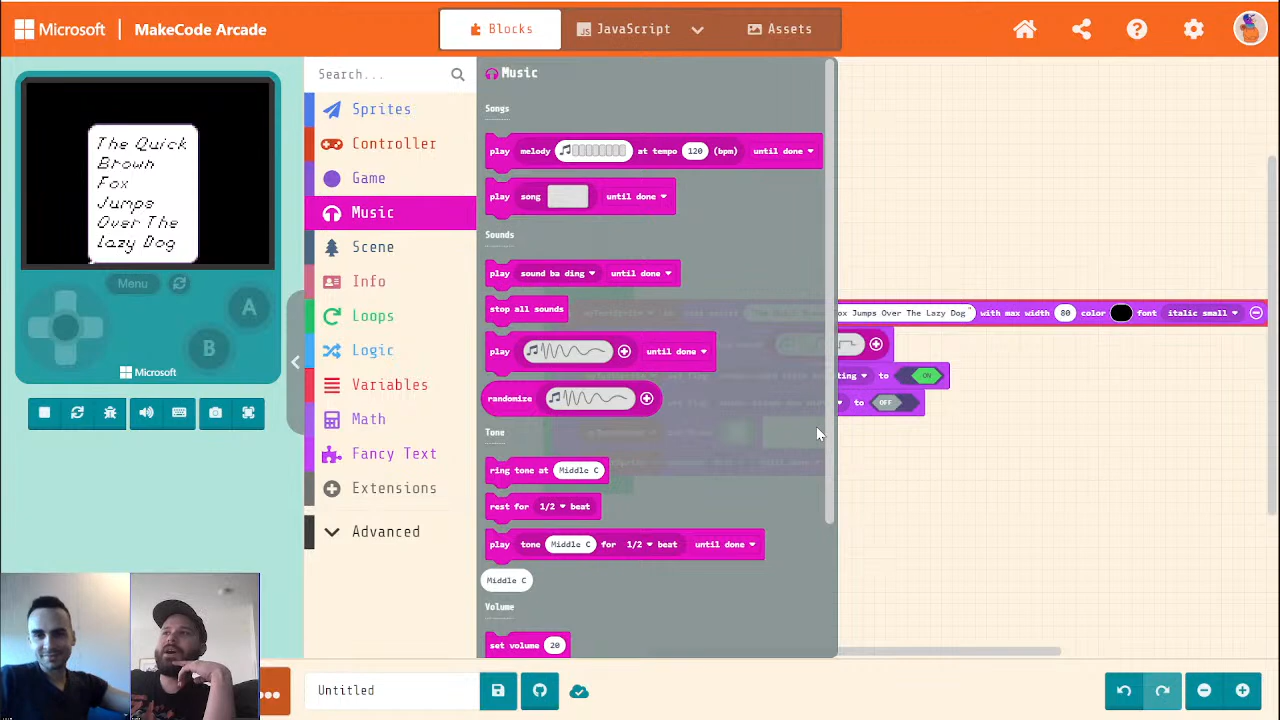 Microsoft
MakeCode Arcade
Blocks
JavaScript
Assets
The Quick
Brown
Fox
Jumps
Over The
Lazy Dog
Menu
A
B
Microsoft
Search...
Sprites
Controller
Game
Music
Scene
Info
Loops
Logic
Variables
Math
Fancy Text
Extensions
Advanced
Music
Songs
play melody at tempo 120 (bpm) until done
play song until done
Sounds
play sound ba ding until done
stop all sounds
play until done
randomize
Tone
ring tone at Middle C
rest for 1/2 beat
play tone Middle C for 1/2 beat until done
Middle C
Volume
set volume 20
ox Jumps Over The Lazy Dog" with max width 80 color font italic small
to ON
to OFF
Untitled